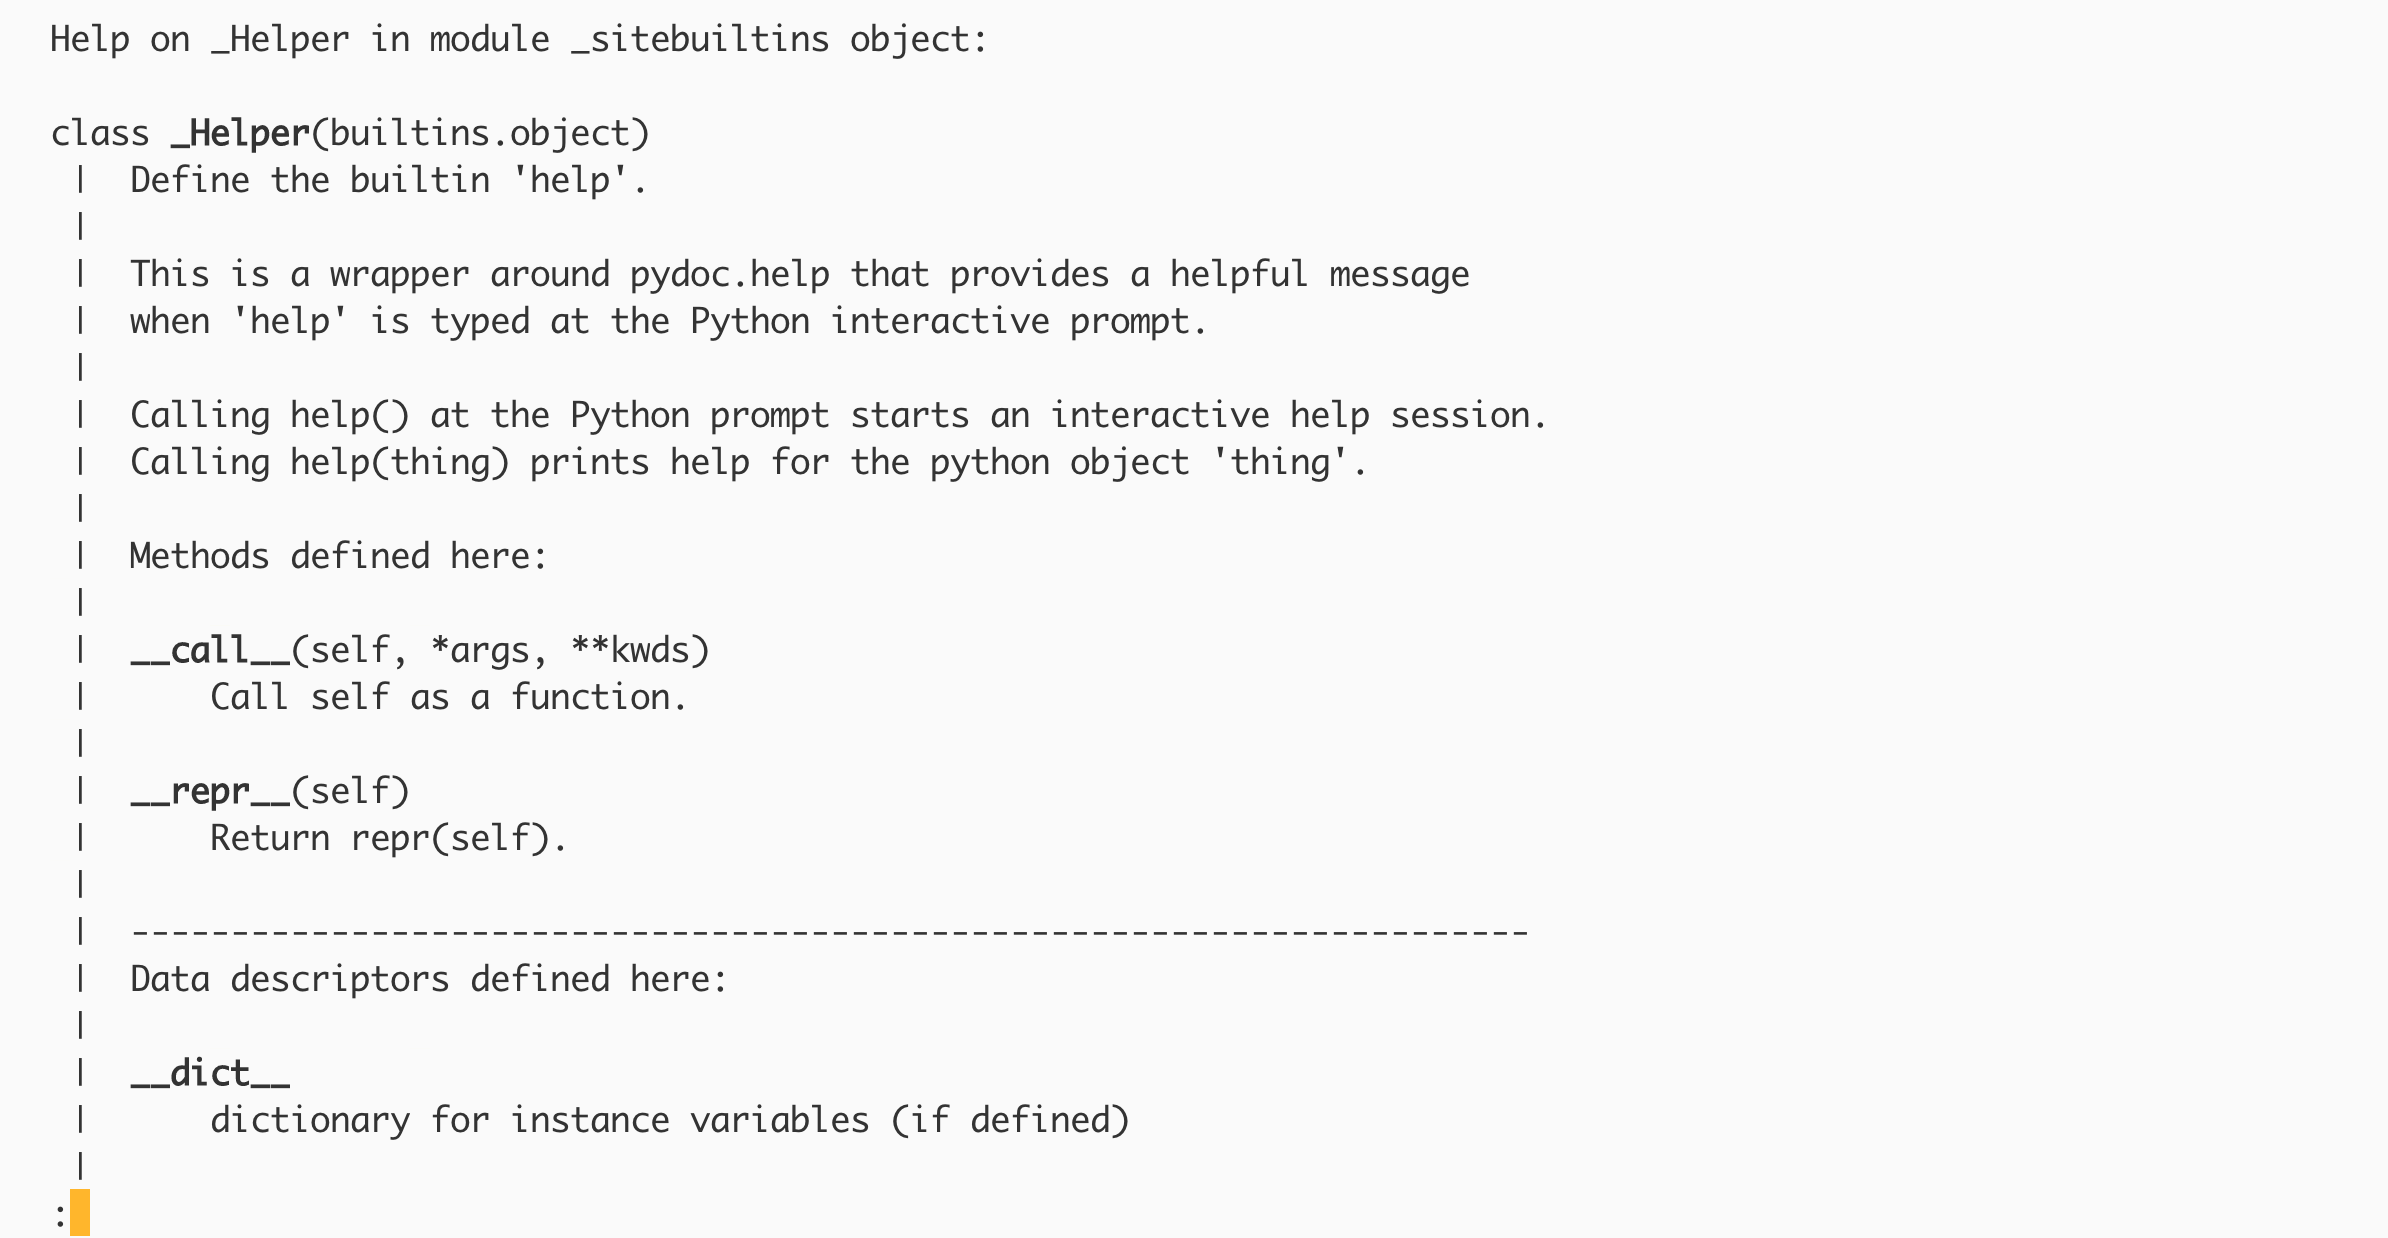 Help on _Helper in module _sitebuiltins object:

class _Helper(builtins.object)
 |  Define the builtin 'help'.
 |
 |  This is a wrapper around pydoc.help that provides a helpful message
 |  when 'help' is typed at the Python interactive prompt.
 |
 |  Calling help() at the Python prompt starts an interactive help session.
 |  Calling help(thing) prints help for the python object 'thing'.
 |
 |  Methods defined here:
 |
 |  __call__(self, *args, **kwds)
 |      Call self as a function.
 |
 |  __repr__(self)
 |      Return repr(self).
 |
 |  ----------------------------------------------------------------------
 |  Data descriptors defined here:
 |
 |  __dict__
 |      dictionary for instance variables (if defined)
 |
: